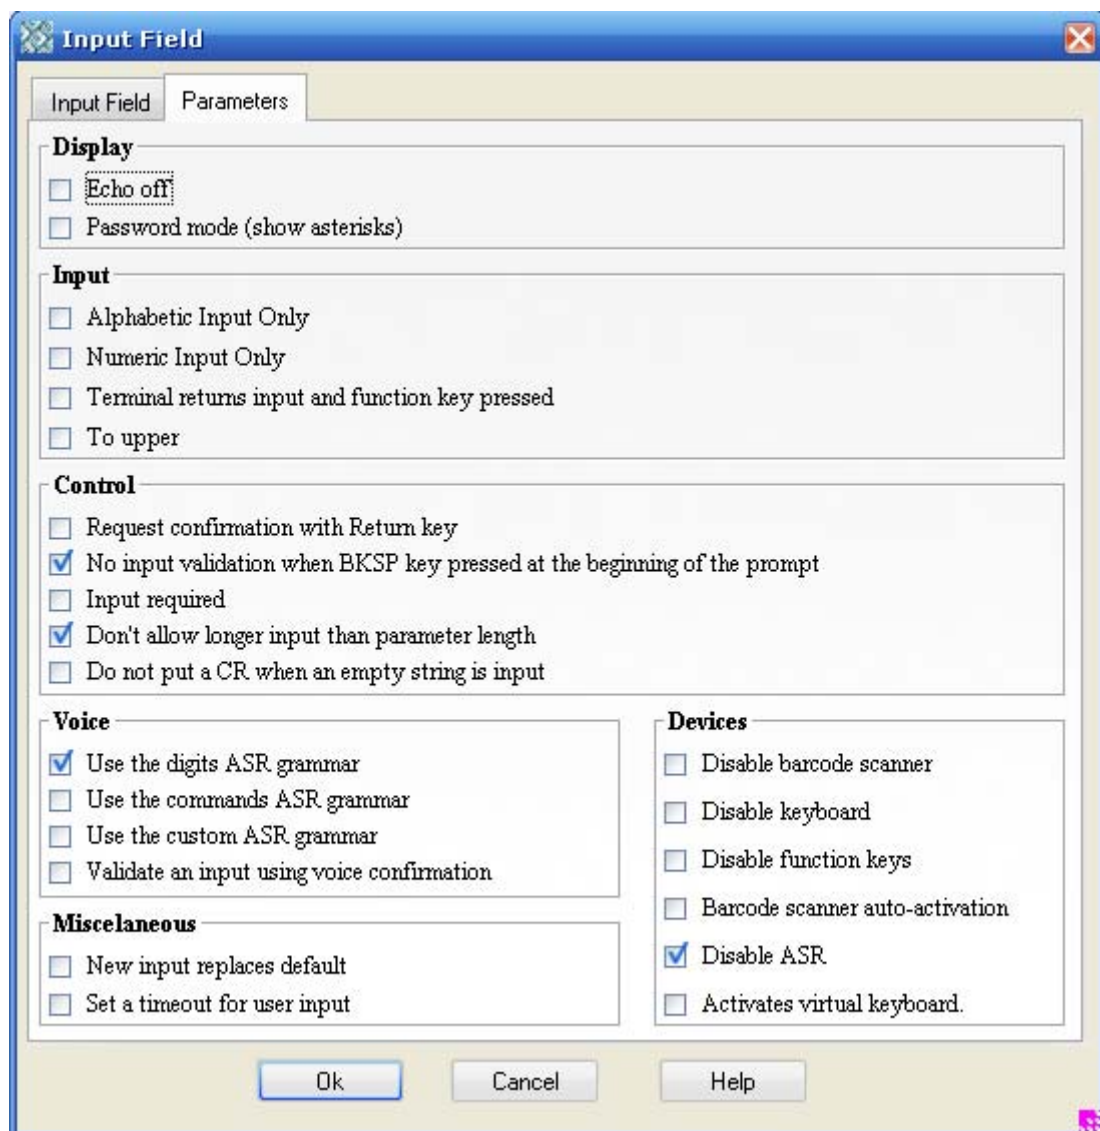 Input Field
Input Field Parameters
Display
Echo off
Password mode (show asterisks)
Input
Alphabetic Input Only
Numeric Input Only
Terminal returns input and function key pressed
To upper
Control
Request confirmation with Return key
No input validation when BKSP key pressed at the beginning of the prompt
Input required
Don't allow longer input than parameter length
Do not put a CR when an empty string is input
Voice
Use the digits ASR grammar
Use the commands ASR grammar
Use the custom ASR grammar
Validate an input using voice confirmation
Miscelaneous
New input replaces default
Set a timeout for user input
Devices
Disable barcode scanner
Disable keyboard
Disable function keys
Barcode scanner auto-activation
Disable ASR
Activates virtual keyboard.
Ok Cancel Help